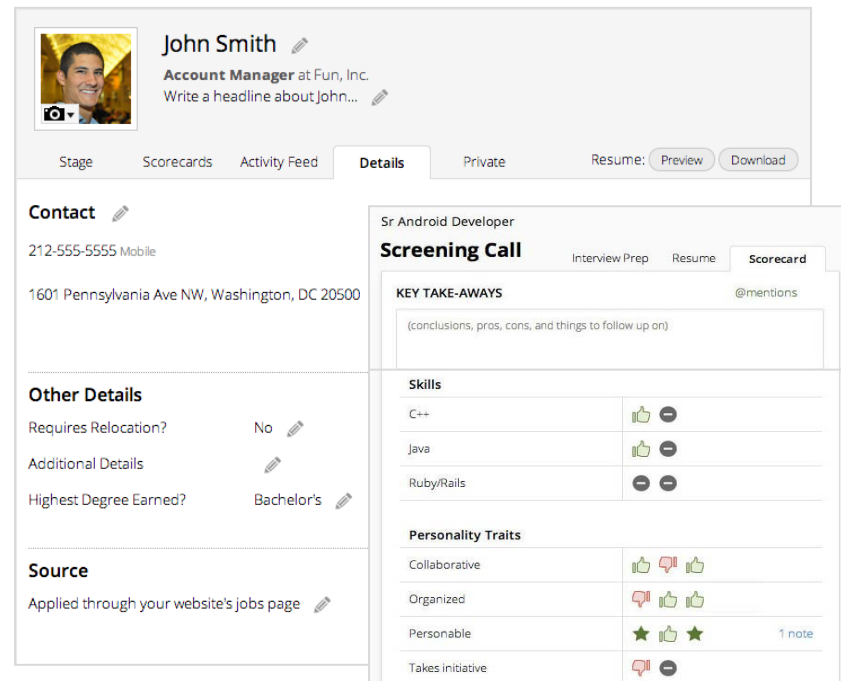 John Smith
Account Manager at Fun, Inc.
Write a headline about John...
Stage Scorecards Activity Feed Details Private Resume: Preview Download
Contact
212-555-5555 Mobile
1601 Pennsylvania Ave NW, Washington, DC 20500
Other Details
Requires Relocation? No
Additional Details
Highest Degree Earned? Bachelor's
Source
Applied through your website's jobs page
Sr Android Developer
Screening Call
Interview Prep Resume Scorecard
KEY TAKE-AWAYS @mentions
(conclusions, pros, cons, and things to follow up on)
Skills
C++
Java
Ruby/Rails
Personality Traits
Collaborative
Organized
Personable 1 note
Takes initiative